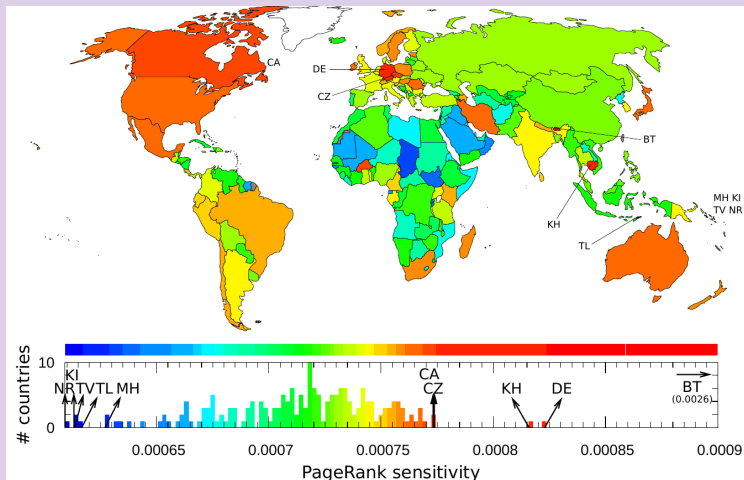 CA
DE
CZ
BT
MH KI
TV NR
KH
TL
# countries
10
0
KI
NR TV TL MH
CA
CZ
KH
DE
BT
(0.0026)
0.00065
0.0007
0.00075
0.0008
0.00085
0.0009
PageRank sensitivity